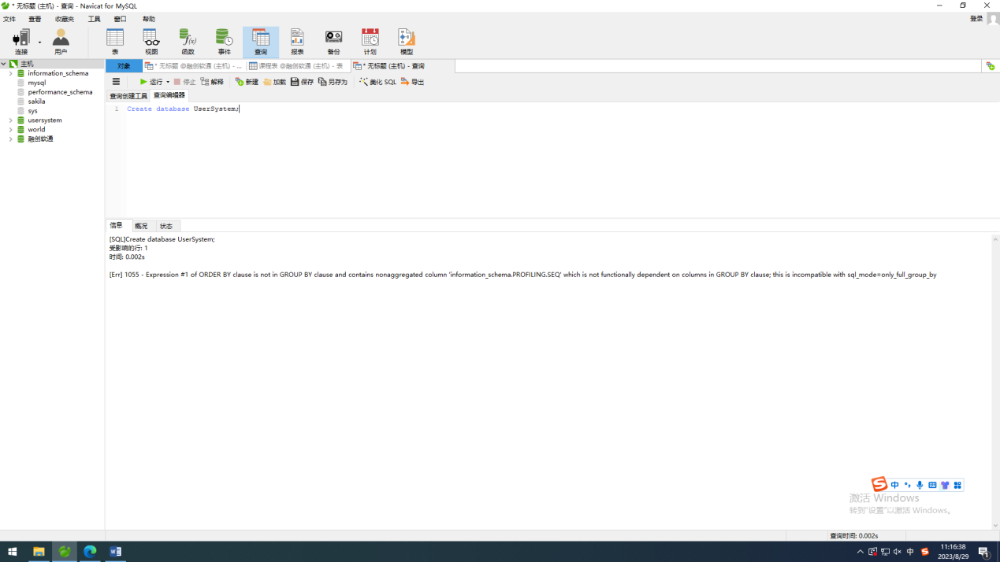 * 无标题 (主机) - 查询 - Navicat for MySQL
文件 查看 收藏夹 工具 窗口 帮助
登录
连接 用户 表 视图 函数 事件 查询 报表 备份 计划 模型
主机
information_schema
mysql
performance_schema
sakila
sys
usersystem
world
融创软通
对象 * 无标题 @融创软通 (主机) - ... 课程表 @融创软通 (主机) - 表 * 无标题 (主机) - 查询
运行 停止 解释 新建 加载 保存 另存为 美化 SQL 导出
查询创建工具 查询编辑器
1 Create database UserSystem;
信息 概况 状态
[SQL]Create database UserSystem;
受影响的行: 1
时间: 0.002s
[Err] 1055 - Expression #1 of ORDER BY clause is not in GROUP BY clause and contains nonaggregated column 'information_schema.PROFILING.SEQ' which is not functionally dependent on columns in GROUP BY clause; this is incompatible with sql_mode=only_full_group_by
S 中
激活 Windows
转到"设置"以激活 Windows。
查询时间: 0.002s
中 S 11:16:38
2023/8/29
1